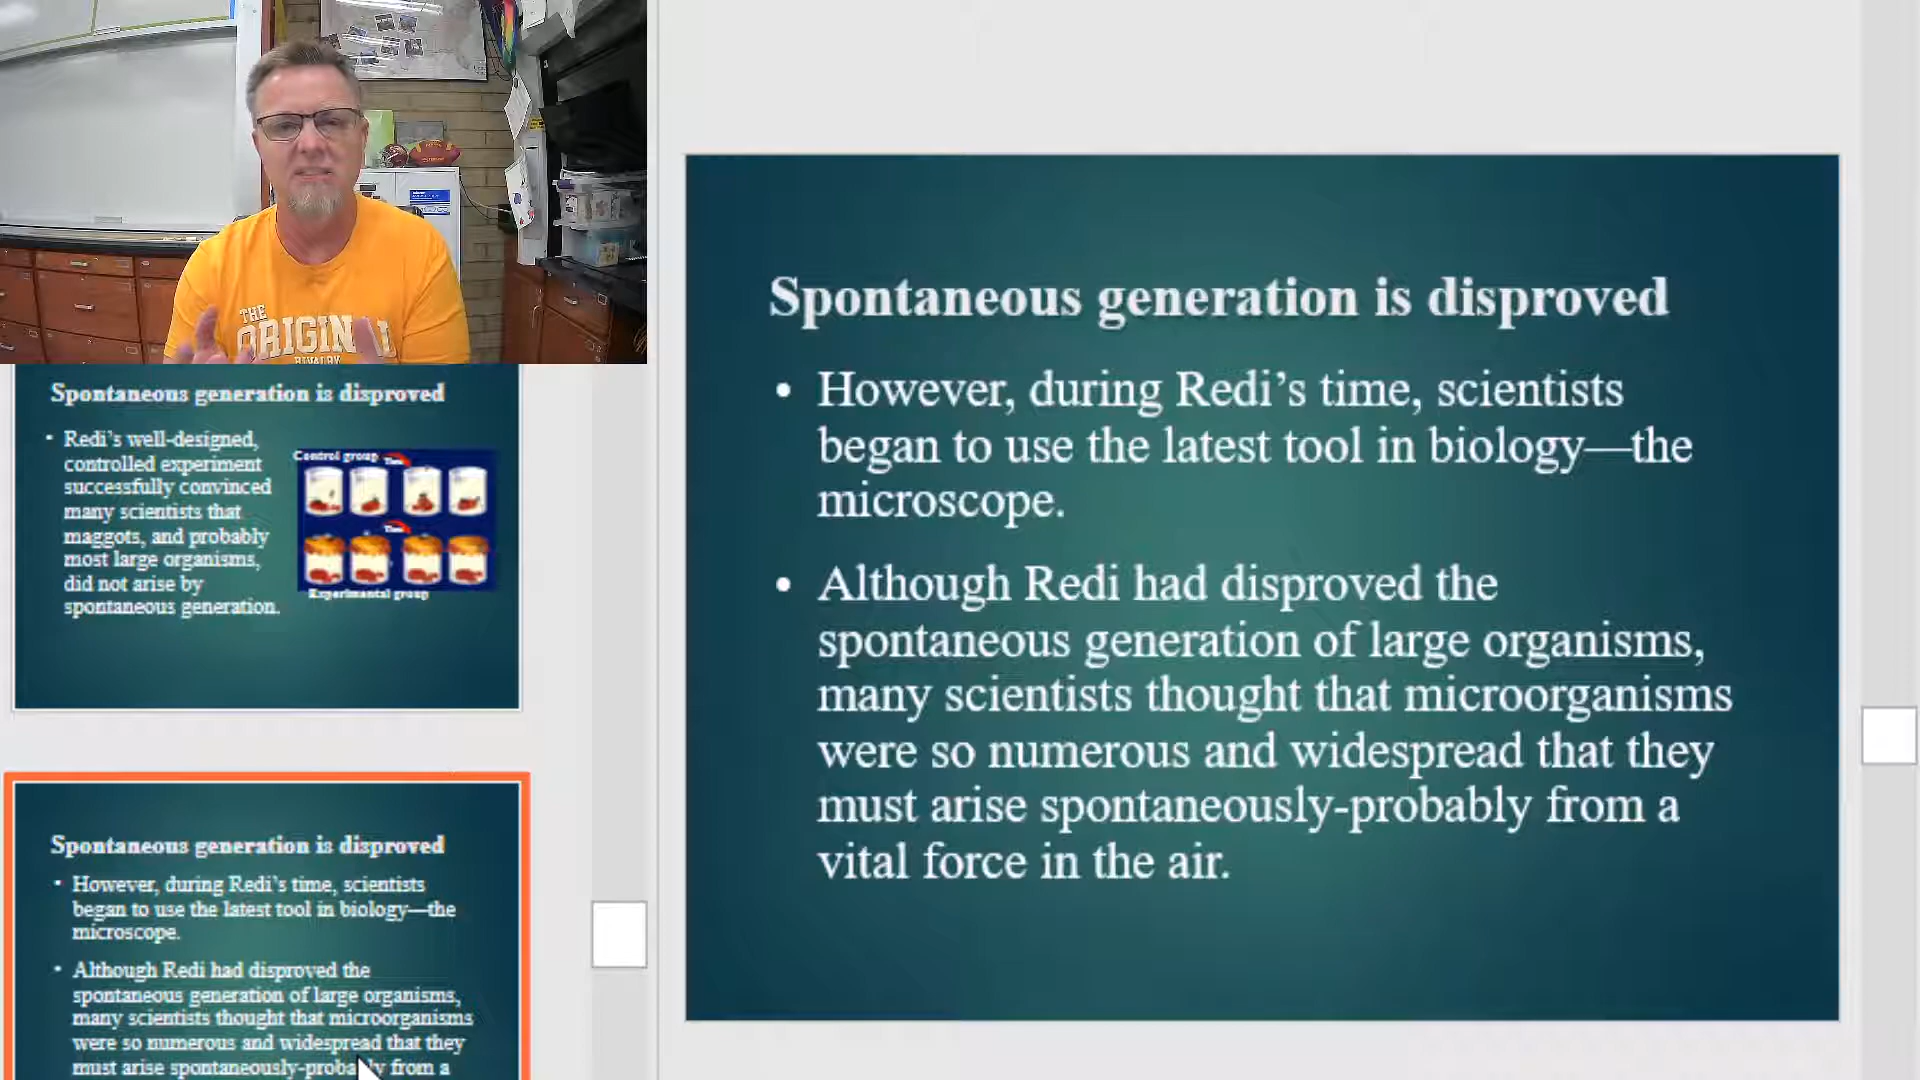 THE
ORIGINAL
RIVALRY
Spontaneous generation is disproved
• Redi’s well-designed,
controlled experiment
successfully convinced
many scientists that
maggots, and probably
most large organisms,
did not arise by
spontaneous generation.
Control group
Time
Time
Experimental group
Spontaneous generation is disproved
• However, during Redi’s time, scientists
began to use the latest tool in biology—the
microscope.
• Although Redi had disproved the
spontaneous generation of large organisms,
many scientists thought that microorganisms
were so numerous and widespread that they
must arise spontaneously-probably from a
Spontaneous generation is disproved
• However, during Redi’s time, scientists
began to use the latest tool in biology—the
microscope.
• Although Redi had disproved the
spontaneous generation of large organisms,
many scientists thought that microorganisms
were so numerous and widespread that they
must arise spontaneously-probably from a
vital force in the air.